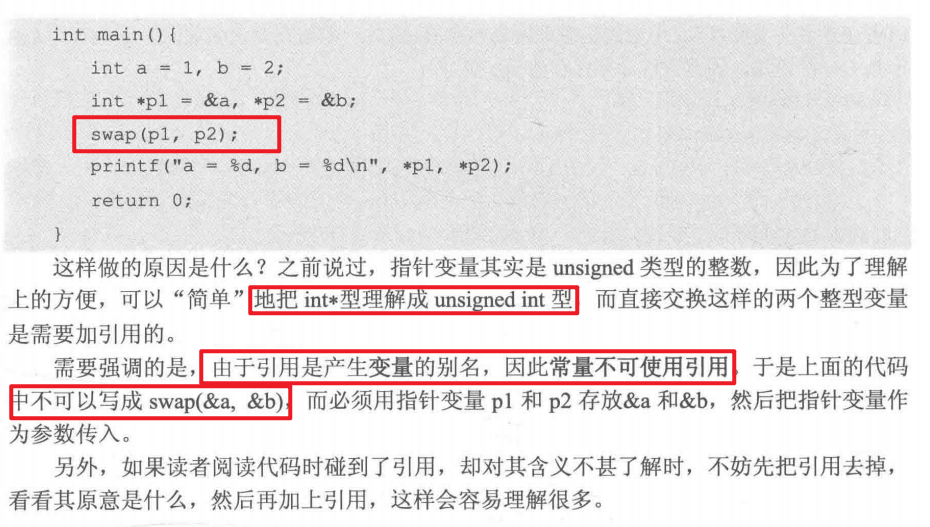 int main(){
int a = 1, b = 2;
int *p1 = &a, *p2 = &b;
swap(p1, p2);
printf("a = %d, b = %d\n", *p1, *p2);
return 0;
}
这样做的原因是什么？之前说过，指针变量其实是 unsigned 类型的整数，因此为了理解
上的方便，可以“简单”地把 int*型理解成 unsigned int 型，而直接交换这样的两个整型变量
是需要加引用的。
需要强调的是，由于引用是产生变量的别名，因此常量不可使用引用。于是上面的代码
中不可以写成 swap(&a, &b)，而必须用指针变量 p1 和 p2 存放&a 和&b，然后把指针变量作
为参数传入。
另外，如果读者阅读代码时碰到了引用，却对其含义不甚了解时，不妨先把引用去掉，
看看其原意是什么，然后再加上引用，这样会容易理解很多。